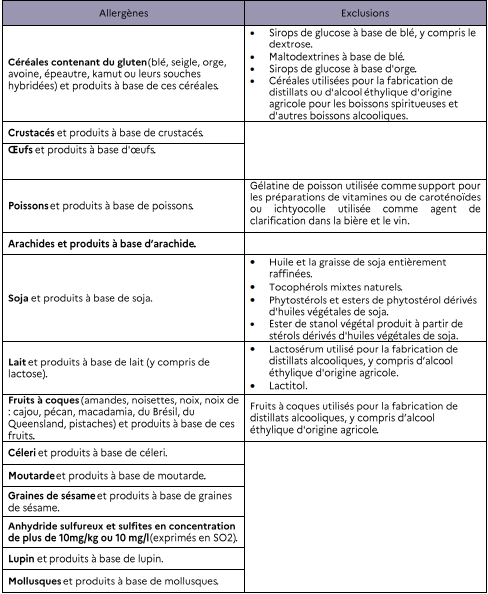 Allergènes
Exclusions
Céréales contenant du gluten (blé, seigle, orge,
avoine, épeautre, kamut ou leurs souches
hybridées) et produits à base de ces céréales.
• Sirops de glucose à base de blé, y compris le
dextrose.
• Maltodextrines à base de blé.
• Sirops de glucose à base d'orge.
• Céréales utilisées pour la fabrication de
distillats ou d'alcool éthylique d'origine
agricole pour les boissons spiritueuses et
d'autres boissons alcooliques.
Crustacés et produits à base de crustacés.
Œufs et produits à base d'œufs.
Poissons et produits à base de poissons.
Gélatine de poisson utilisée comme support pour
les préparations de vitamines ou de caroténoïdes
ou ichtyocolle utilisée comme agent de
clarification dans la bière et le vin.
Arachides et produits à base d'arachide.
Soja et produits à base de soja.
• Huile et la graisse de soja entièrement
raffinées.
• Tocophérols mixtes naturels.
• Phytostérols et esters de phytostérol dérivés
d'huiles végétales de soja.
• Ester de stanol végétal produit à partir de
stérols dérivés d'huiles végétales de soja.
Lait et produits à base de lait (y compris de
lactose).
• Lactosérum utilisé pour la fabrication de
distillats alcooliques, y compris d'alcool
éthylique d'origine agricole.
• Lactitol.
Fruits à coques (amandes, noisettes, noix, noix de
: cajou, pécan, macadamia, du Brésil, du
Queensland, pistaches) et produits à base de ces
fruits.
Fruits à coques utilisés pour la fabrication de
distillats alcooliques, y compris d'alcool
éthylique d'origine agricole.
Céleri et produits à base de céleri.
Moutarde et produits à base de moutarde.
Graines de sésame et produits à base de graines
de sésame.
Anhydride sulfureux et sulfites en concentration
de plus de 10mg/kg ou 10 mg/l (exprimés en SO2).
Lupin et produits à base de lupin.
Mollusques et produits à base de mollusques.